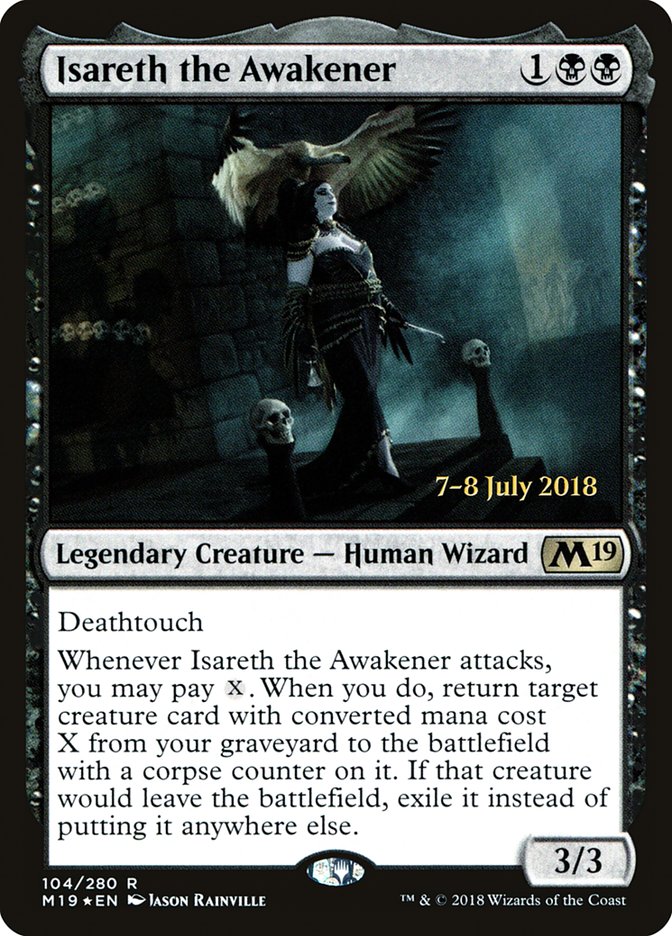 Isareth the Awakener 1
7–8 July 2018
Legendary Creature — Human Wizard M19
Deathtouch
Whenever Isareth the Awakener attacks,
you may pay X. When you do, return target
creature card with converted mana cost
X from your graveyard to the battlefield
with a corpse counter on it. If that creature
would leave the battlefield, exile it instead of
putting it anywhere else.
3/3
104/280 R
M19★EN Jason Rainville ™ & © 2018 Wizards of the Coast